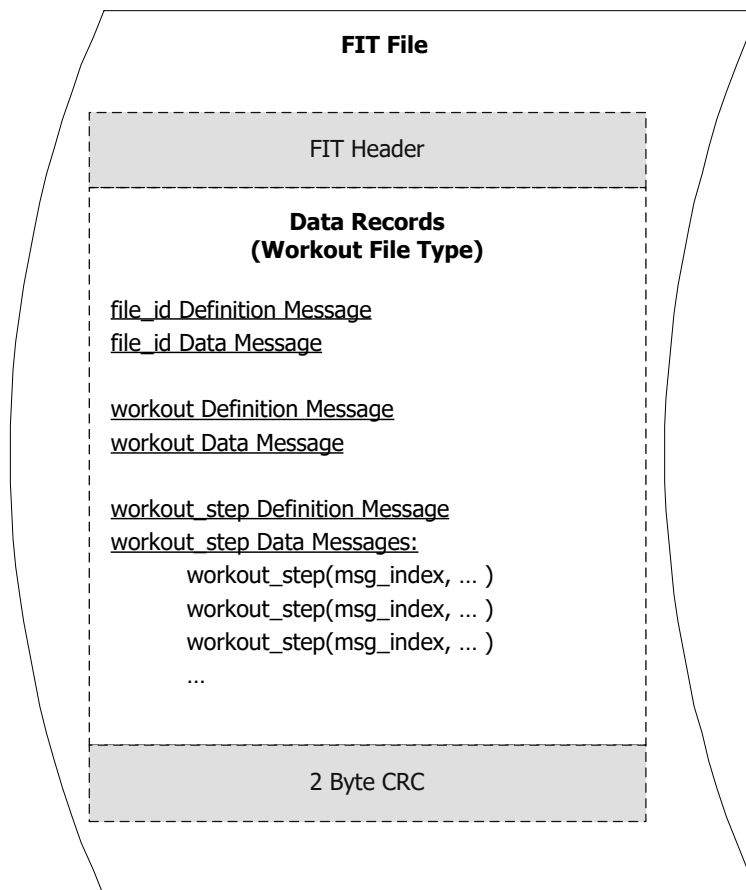 FIT File
FIT Header
Data Records
(Workout File Type)
file_id Definition Message
file_id Data Message
workout Definition Message
workout Data Message
workout_step Definition Message
workout_step Data Messages:
workout_step(msg_index, … )
workout_step(msg_index, … )
workout_step(msg_index, … )
…
2 Byte CRC